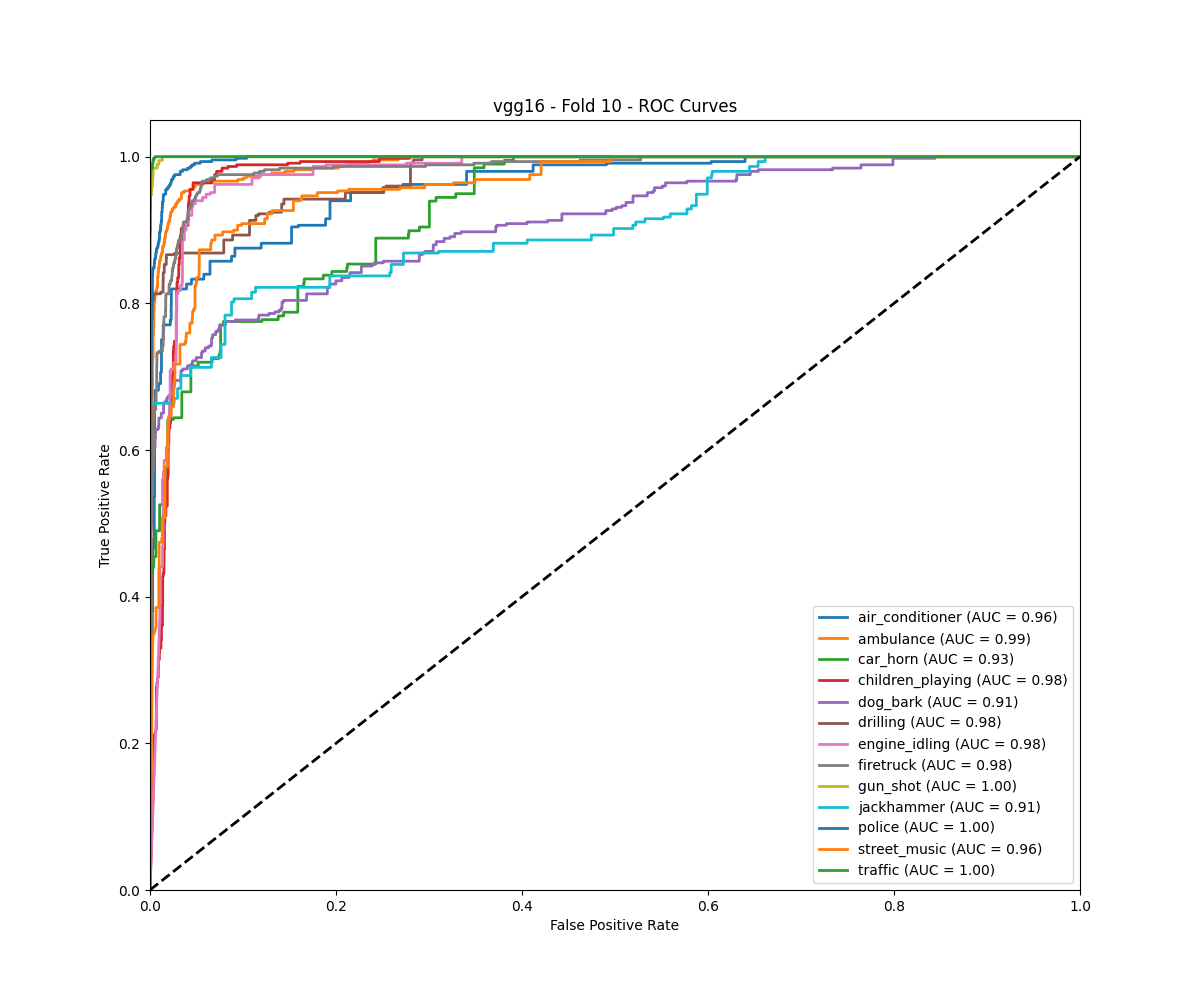 vgg16 - Fold 10 - ROC Curves
1.0
0.8
0.6
0.4
0.2
0.0
True Positive Rate
0.0 0.2 0.4 0.6 0.8 1.0
False Positive Rate
air_conditioner (AUC = 0.96)
ambulance (AUC = 0.99)
car_horn (AUC = 0.93)
children_playing (AUC = 0.98)
dog_bark (AUC = 0.91)
drilling (AUC = 0.98)
engine_idling (AUC = 0.98)
firetruck (AUC = 0.98)
gun_shot (AUC = 1.00)
jackhammer (AUC = 0.91)
police (AUC = 1.00)
street_music (AUC = 0.96)
traffic (AUC = 1.00)